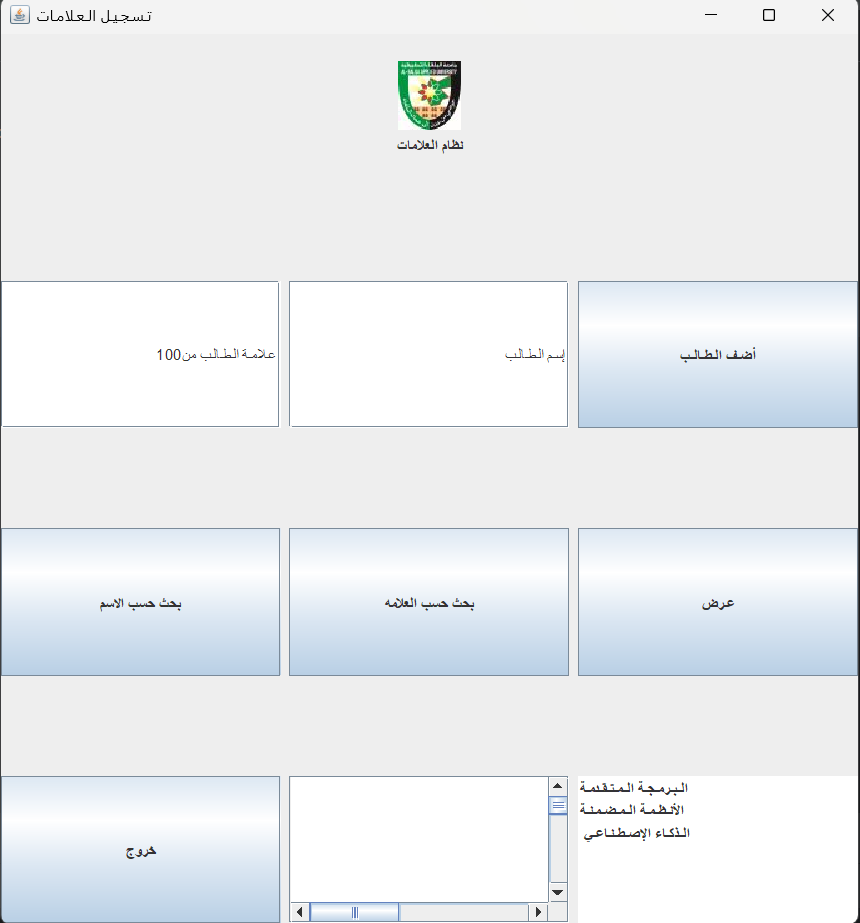 تسجيل العلامات
AL-BALQA APPLIED UNIVERSITY
نظام العلامات
أضف الطالب
إسم الطالب
علامة الطالب من100
عرض
بحث حسب العلامه
بحث حسب الاسم
البرمجة المتقدمة
الأنظمة المضمنة
الذكاء الإصطناعي
خروج